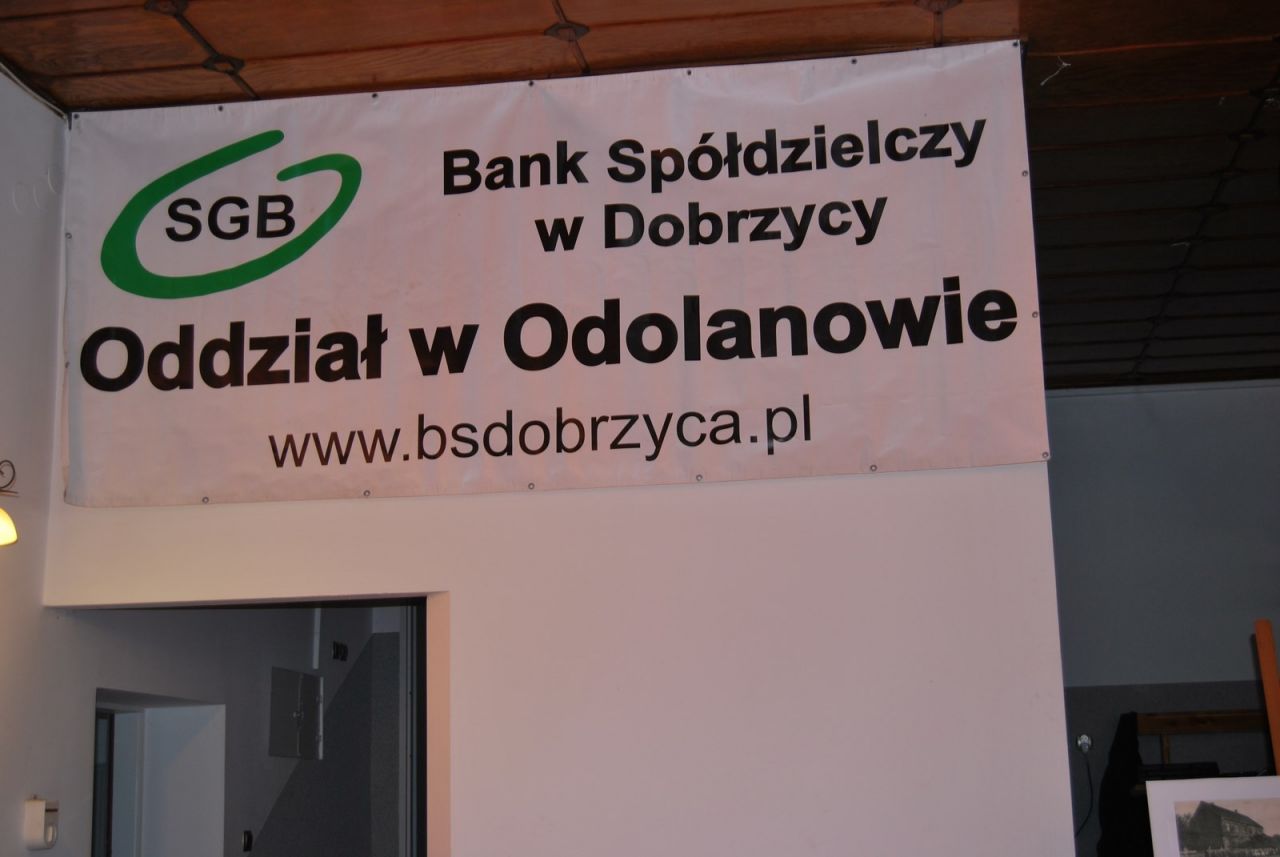 SGB
Bank Spółdzielczy
w Dobrzycy
Oddział w Odolanowie
www.bsdobrzyca.pl